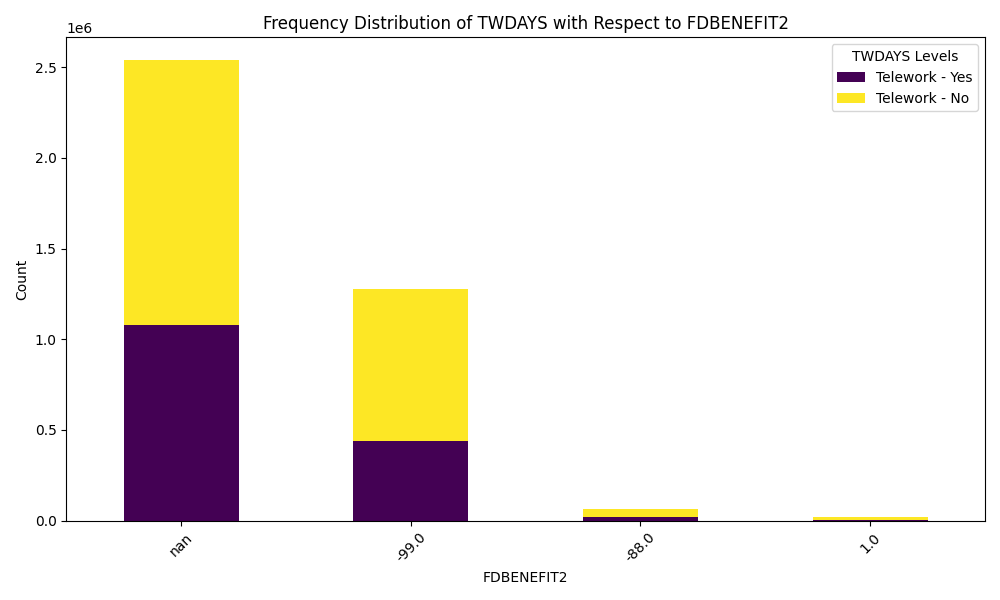 Frequency Distribution of TWDAYS with Respect to FDBENEFIT2
1e6
TWDAYS Levels
Telework - Yes
Telework - No
2.5
2.0
1.5
1.0
0.5
0.0
Count
nan
-99.0
-88.0
1.0
FDBENEFIT2